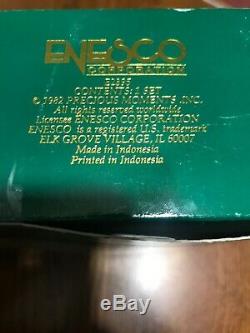 ENESCO
CORPORATION
CONTENTS: 1 SET
© 1992 PRECIOUS MOMENTS, INC.
All rights reserved worldwide
Licensee ENESCO CORPORATION
ENESCO is a registered U.S. trademark
ELK GROVE VILLAGE, IL 60007
Made in Indonesia
Printed in Indonesia
ebay